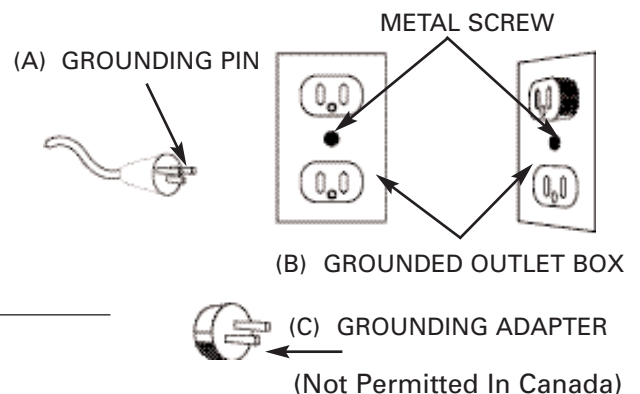 METAL SCREW
(A) GROUNDING PIN
(B) GROUNDED OUTLET BOX
(C) GROUNDING ADAPTER
(Not Permitted In Canada)